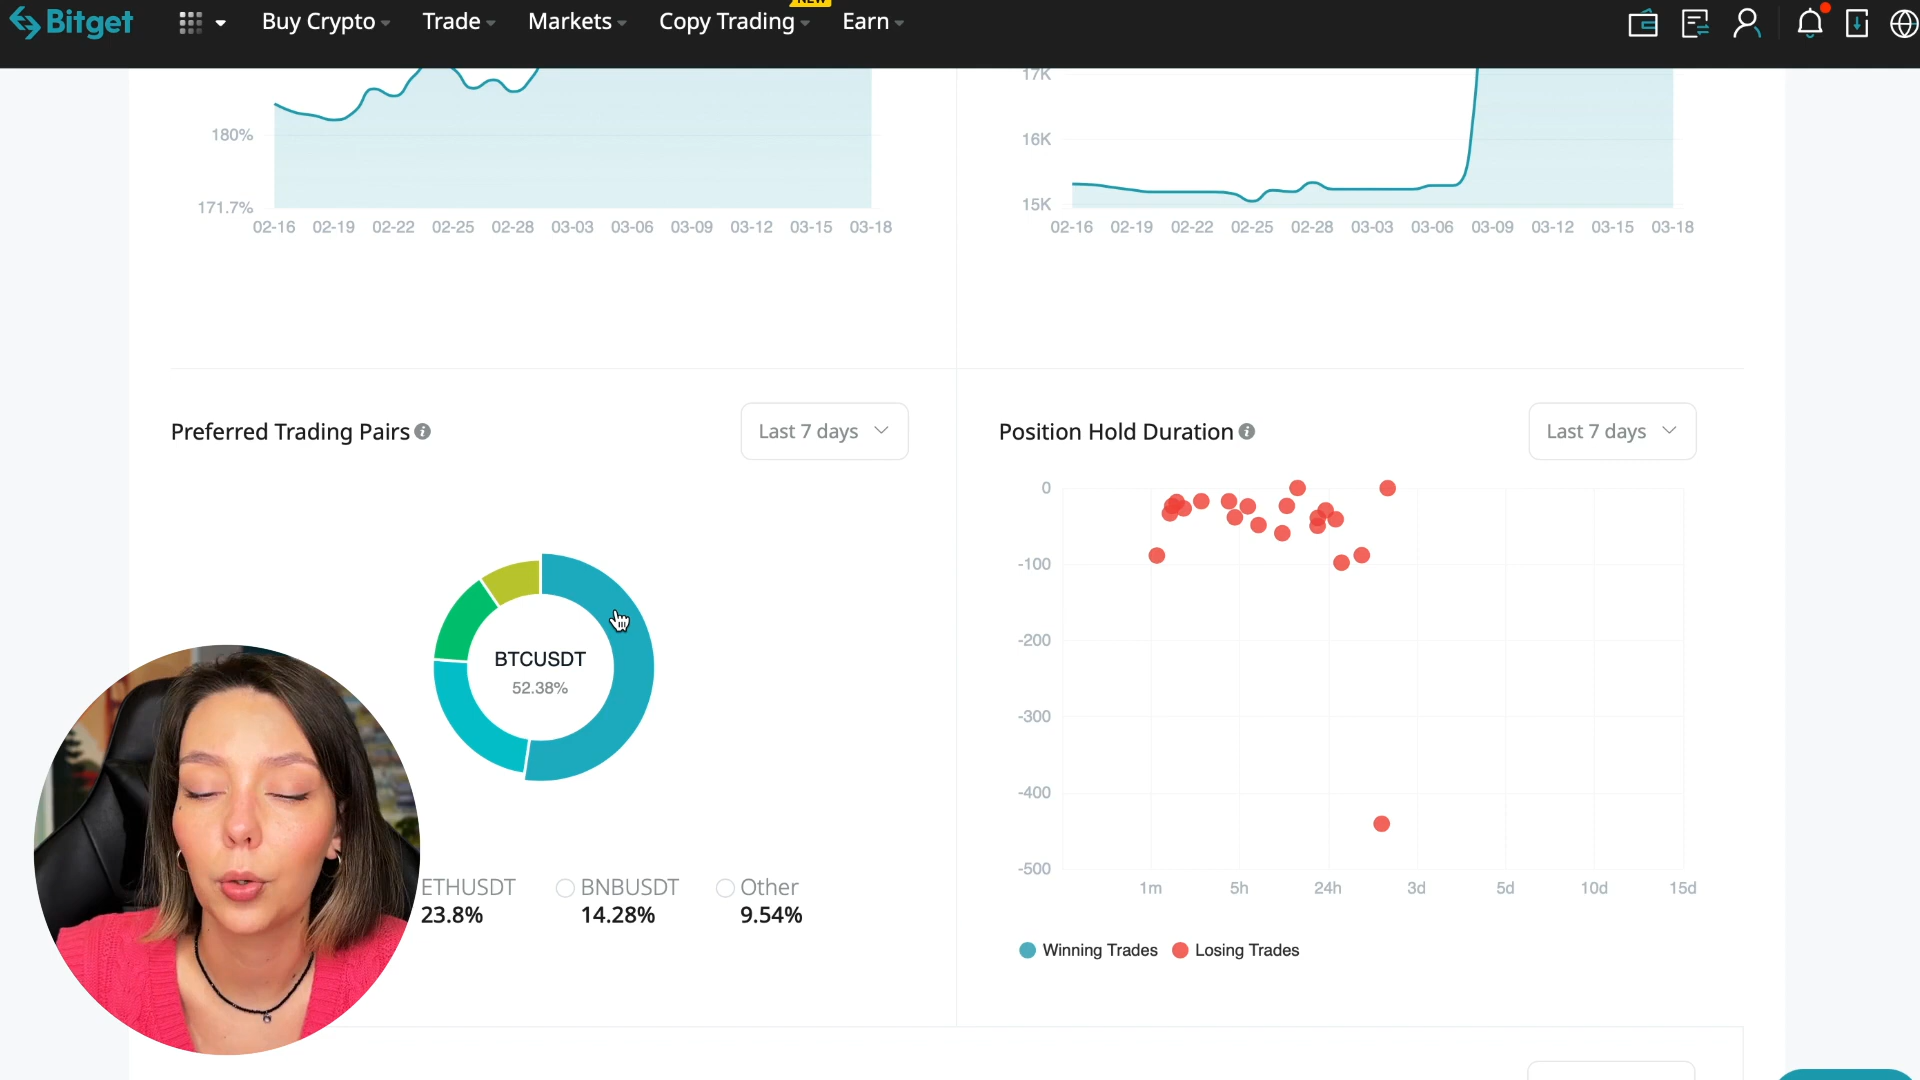 Bitget
Buy Crypto
Trade
Markets
Copy Trading
NEW
Earn
180%
171.7%
02-16 02-19 02-22 02-25 02-28 03-03 03-06 03-09 03-12 03-15 03-18
17K
16K
15K
02-16 02-19 02-22 02-25 02-28 03-03 03-06 03-09 03-12 03-15 03-18
Preferred Trading Pairs
Last 7 days
BTCUSDT
52.38%
ETHUSDT BNBUSDT Other
23.8% 14.28% 9.54%
Position Hold Duration
Last 7 days
0
-100
-200
-300
-400
-500
1m 5h 24h 3d 5d 10d 15d
Winning Trades Losing Trades